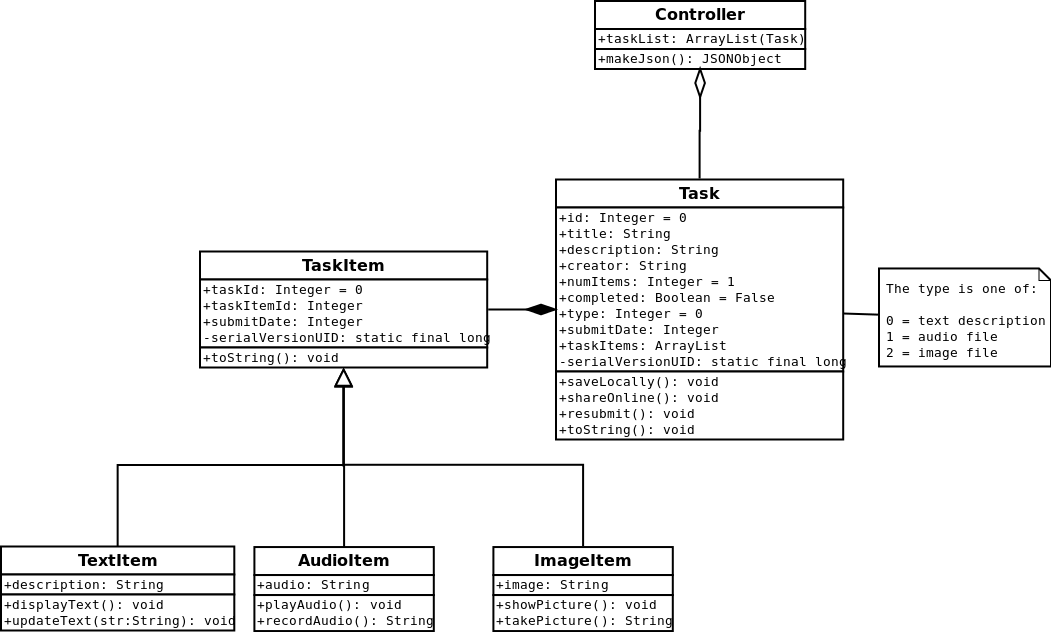 Controller
+taskList: ArrayList(Task)
+makeJson(): JSONObject
Task
+id: Integer = 0
+title: String
+description: String
+creator: String
+numItems: Integer = 1
+completed: Boolean = False
+type: Integer = 0
+submitDate: Integer
+taskItems: ArrayList
-serialVersionUID: static final long
+saveLocally(): void
+shareOnline(): void
+resubmit(): void
+toString(): void
TaskItem
+taskId: Integer = 0
+taskItemId: Integer
+submitDate: Integer
-serialVersionUID: static final long
+toString(): void
The type is one of:
0 = text description
1 = audio file
2 = image file
TextItem
+description: String
+displayText(): void
+updateText(str:String): void
AudioItem
+audio: String
+playAudio(): void
+recordAudio(): String
ImageItem
+image: String
+showPicture(): void
+takePicture(): String